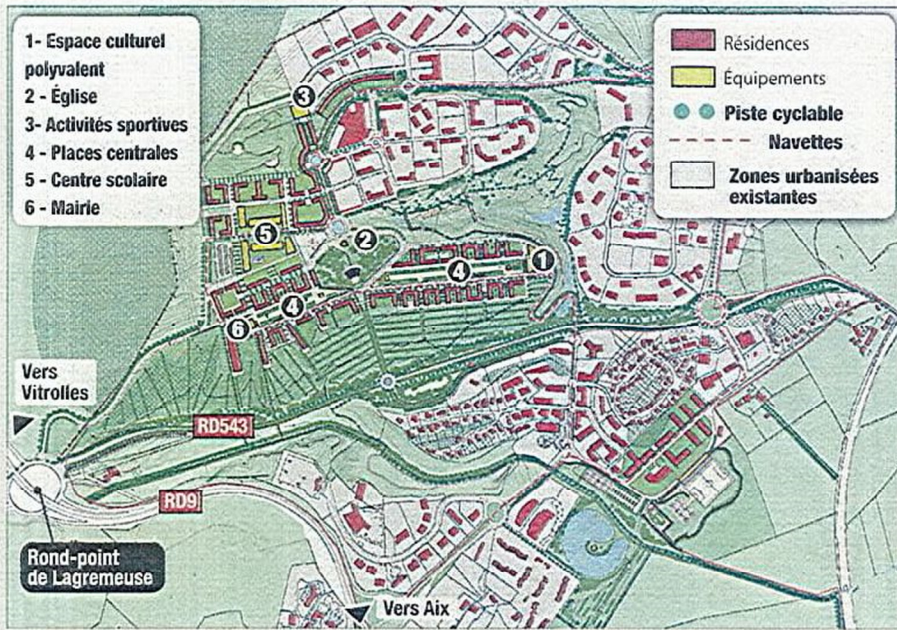 1- Espace culturel
polyvalent
2 - Église
3- Activités sportives
4 - Places centrales
5 - Centre scolaire
6 - Mairie
Résidences
Équipements
Piste cyclable
Navettes
Zones urbanisées
existantes
3
5
2
1
4
4
6
Vers
Vitrolles
RD543
RD9
Rond-point
de Lagremeuse
Vers Aix